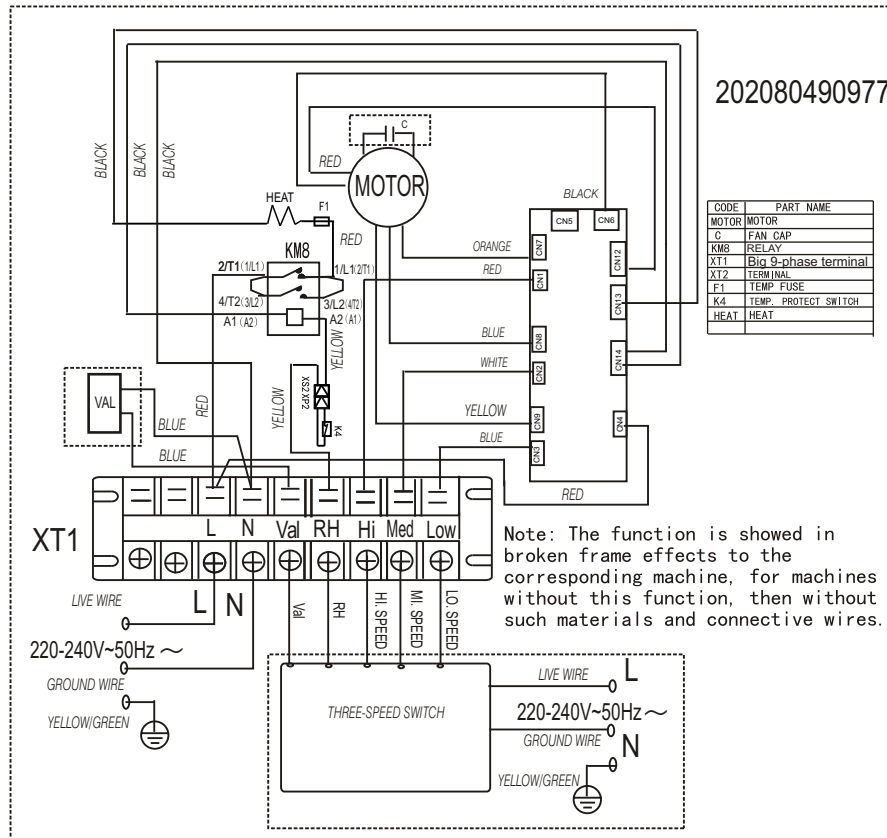 202080490977
C
RED
MOTOR
BLACK
BLACK
BLACK
BLACK
HEAT
F1
RED
KM8
2/T1(1/L1)
1/L1(2/T1)
4/T2(3/L2)
3/L2(4/T2)
A1(A2)
A2(A1)
CN5
CN6
CN7
CN12
CN1
CN13
CN8
CN14
CN2
CN9
CN4
CN3
ORANGE
RED
BLUE
WHITE
YELLOW
BLUE
RED
CODE PART NAME
MOTOR MOTOR
C FAN CAP
KM8 RELAY
XT1 Big 9-phase terminal
XT2 TERMINAL
F1 TEMP FUSE
K4 TEMP. PROTECT SWITCH
HEAT HEAT
YELLOW
YELLOW
XS2 XP2
K4
RED
VAL
BLUE
BLUE
XT1
L N Val RH Hi Med Low
Note: The function is showed in
broken frame effects to the
corresponding machine, for machines
without this function, then without
such materials and connective wires.
LIVE WIRE
L N
Val
RH
HI. SPEED
MI. SPEED
LO. SPEED
220-240V~50Hz ～
GROUND WIRE
YELLOW/GREEN
THREE-SPEED SWITCH
LIVE WIRE L
220-240V~50Hz ～
GROUND WIRE N
YELLOW/GREEN